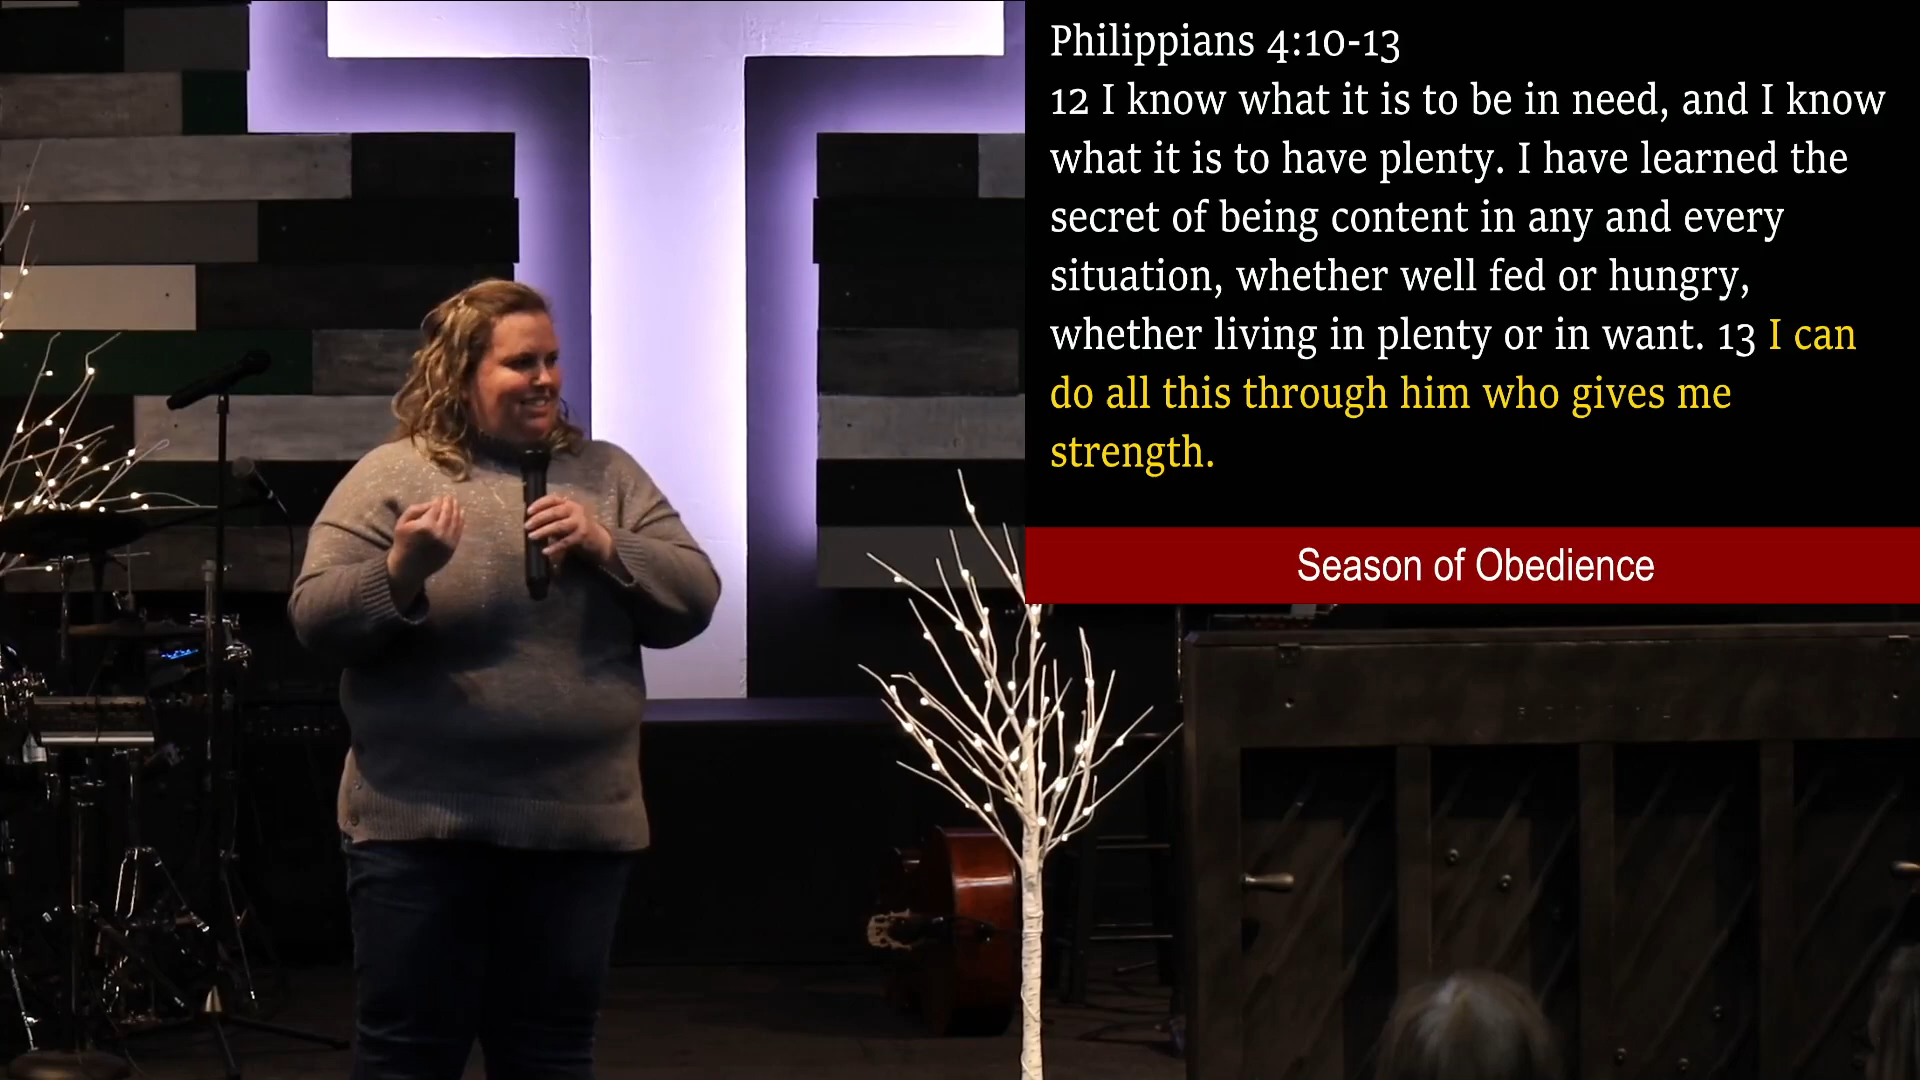 Philippians 4:10-13
12 I know what it is to be in need, and I know
what it is to have plenty. I have learned the
secret of being content in any and every
situation, whether well fed or hungry,
whether living in plenty or in want. 13 I can
do all this through him who gives me
strength.
Season of Obedience